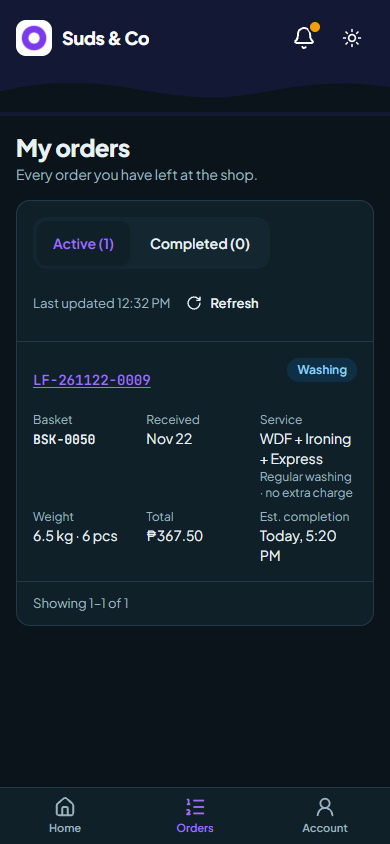 Suds & Co
My orders
Every order you have left at the shop.
Active (1)
Completed (0)
Last updated 12:32 PM
Refresh
LF-261122-0009
Washing
Basket
BSK-0050
Received
Nov 22
Service
WDF + Ironing
+ Express
Regular washing
· no extra charge
Weight
6.5 kg · 6 pcs
Total
₱367.50
Est. completion
Today, 5:20
PM
Showing 1–1 of 1
Home
Orders
Account